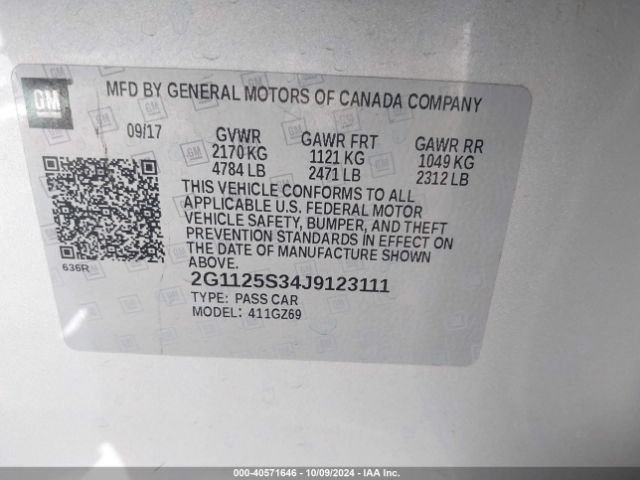 GM
MFD BY GENERAL MOTORS OF CANADA COMPANY
09/17 GVWR GAWR FRT GAWR RR
2170 KG 1121 KG 1049 KG
4784 LB 2471 LB 2312 LB
THIS VEHICLE CONFORMS TO ALL
APPLICABLE U.S. FEDERAL MOTOR
VEHICLE SAFETY, BUMPER, AND THEFT
PREVENTION STANDARDS IN EFFECT ON
THE DATE OF MANUFACTURE SHOWN
ABOVE.
636R
2G1125S34J9123111
TYPE: PASS CAR
MODEL: 411GZ69
000-40571646 - 10/09/2024 - IAA Inc.